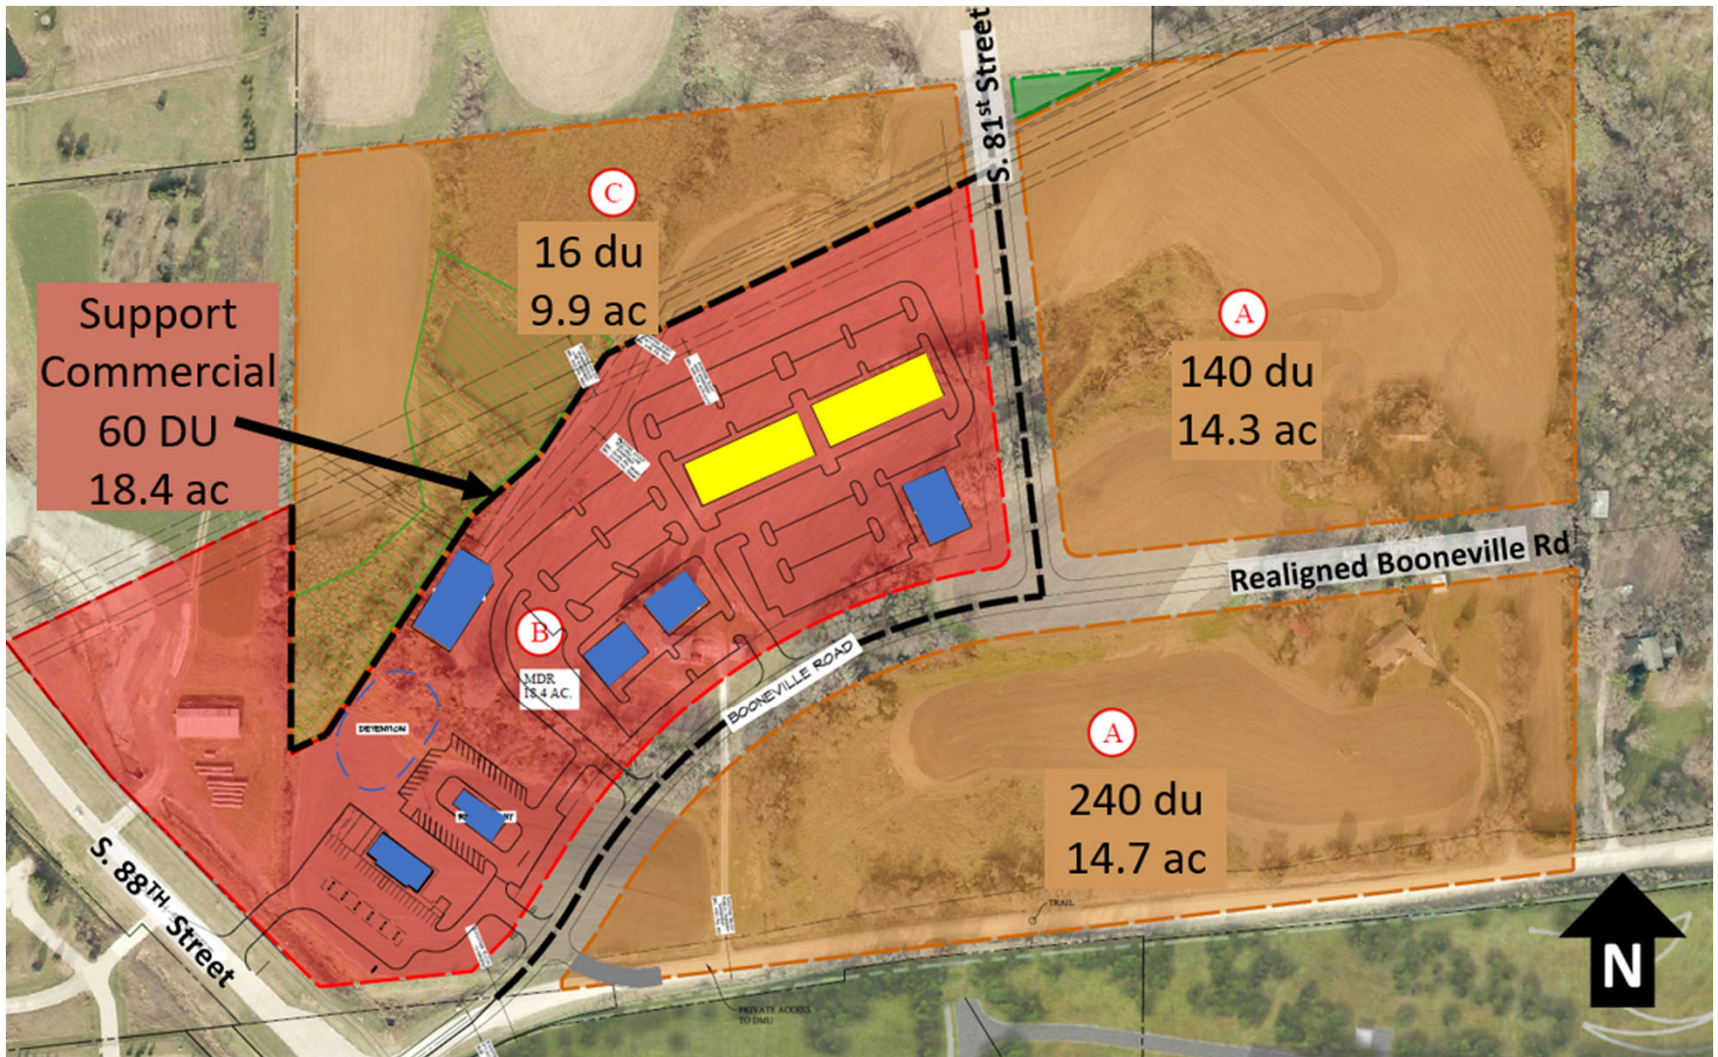 S. 81st Street
C
16 du
9.9 ac
Support
Commercial
60 DU
18.4 ac
A
140 du
14.3 ac
Realigned Booneville Rd
B
MDR
18.4 AC.
BOONEVILLE ROAD
DETENTION
A
240 du
14.7 ac
S. 88TH Street
TRAIL
PRIVATE ACCESS
TO DMU
N